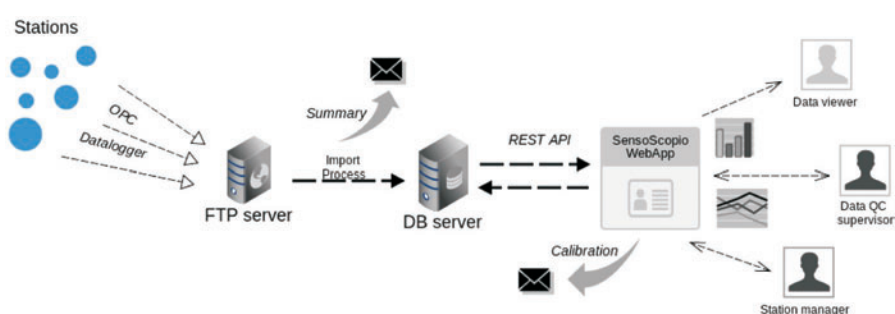 Stations
OPC
Datalogger
FTP server
Summary
Import
Process
DB server
REST API
SensoScopio
WebApp
Calibration
Data viewer
Data QC
supervisor
Station manager